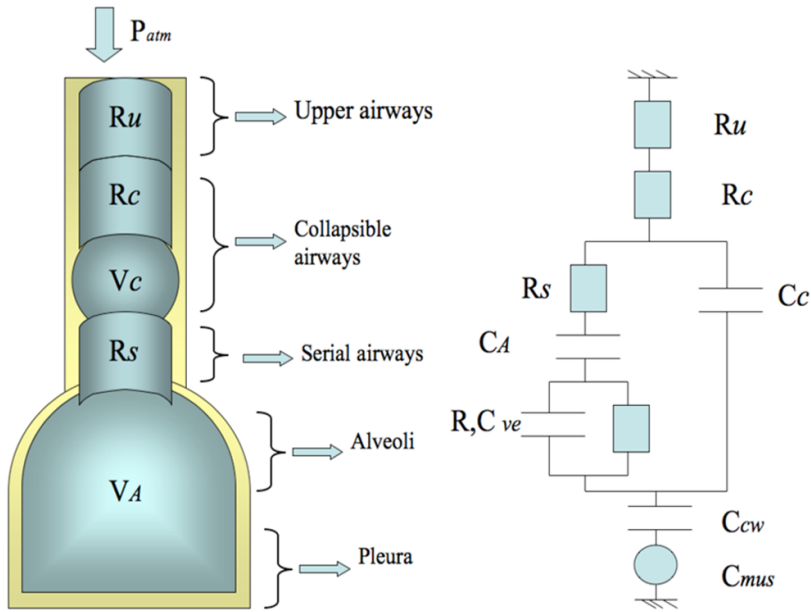 Patm
Ru
Upper airways
Rc
Collapsible
airways
Vc
Rs
Serial airways
Alveoli
VA
Pleura
Ru
Rc
Rs
Cc
CA
R,C ve
Ccw
Cmus